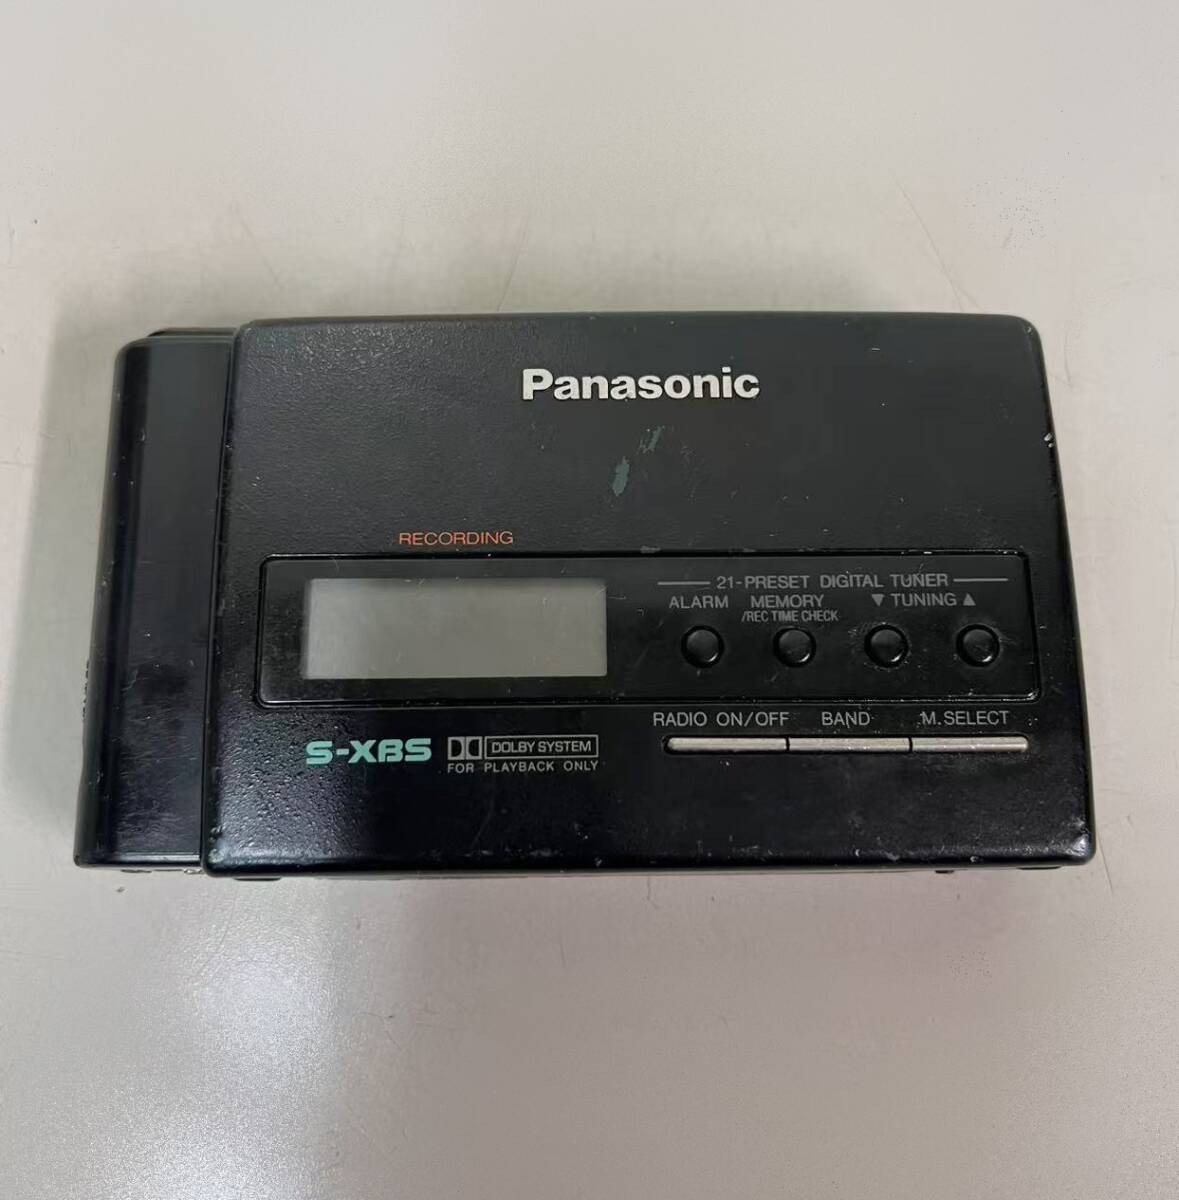 Panasonic
RECORDING
21-PRESET DIGITAL TUNER
ALARM MEMORY ▼ TUNING ▲
/REC TIME CHECK
RADIO ON/OFF BAND M. SELECT
S-XBS DOLBY SYSTEM
FOR PLAYBACK ONLY